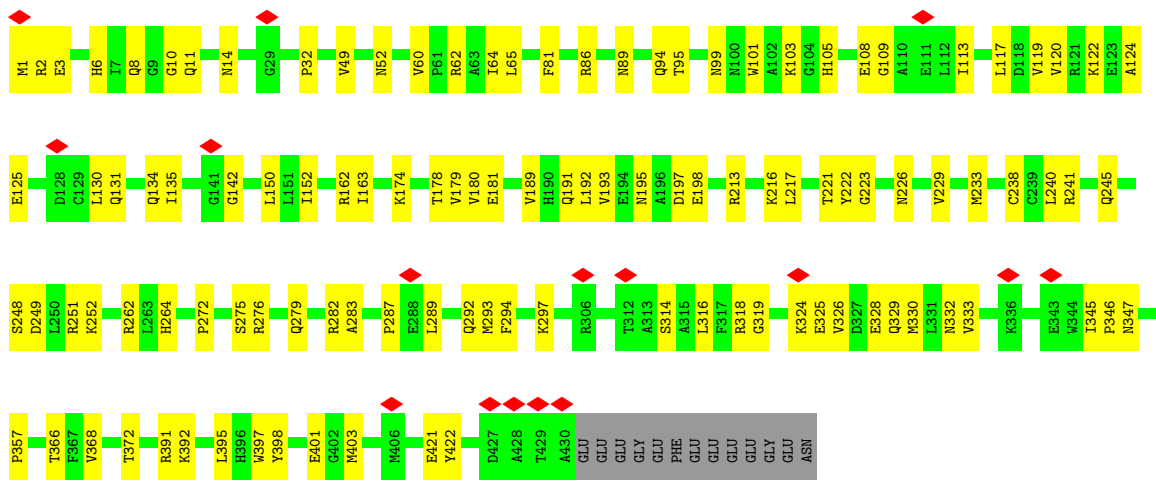 M1 R2 E3 H6 I7 Q8 G9 G10 Q11 N14 G29 P32 V49 N52 V60 P61 R62 A63 I64 L65 F81 R86 N89 Q94 T95 N99 N100 W101 A102 K103 G104 H105 E108 G109 A110 E111 L112 I113 L117 D118 V119 V120 R121 K122 E123 A124
E125 D128 C129 L130 Q131 Q134 I135 G141 G142 L150 L151 I152 R162 I163 K174 T178 V179 V180 E181 V189 H190 Q191 L192 V193 E194 N195 A196 D197 E198 R213 K216 L217 T221 Y222 G223 N226 V229 M233 C238 C239 L240 R241 Q245
S248 D249 L250 R251 K252 R262 L263 H264 P272 S275 R276 Q279 R282 A283 P287 E288 L289 Q292 M293 F294 K297 R306 T312 A313 S314 A315 L316 F317 R318 G319 K324 E325 V326 D327 E328 Q329 M330 L331 N332 V333 K336 E343 W344 I345 P346 N347
P357 T366 F367 V368 T372 R391 K392 L395 H396 W397 Y398 E401 G402 M403 M406 E421 Y422 D427 A428 T429 A430 GLU GLU GLU GLY GLU PHE GLU GLU GLU GLU GLY GLU ASN